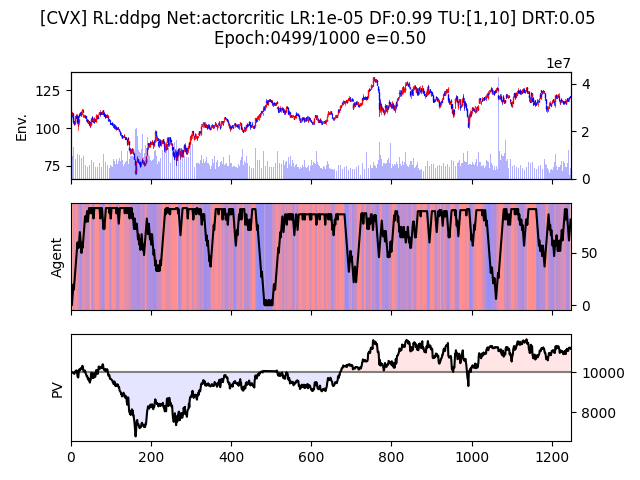 [CVX] RL:ddpg Net:actorcritic LR:1e-05 DF:0.99 TU:[1,10] DRT:0.05
Epoch:0499/1000 e=0.50
1e7
125
100
75
Env.
4
2
0
Agent
50
0
PV
10000
8000
0 200 400 600 800 1000 1200